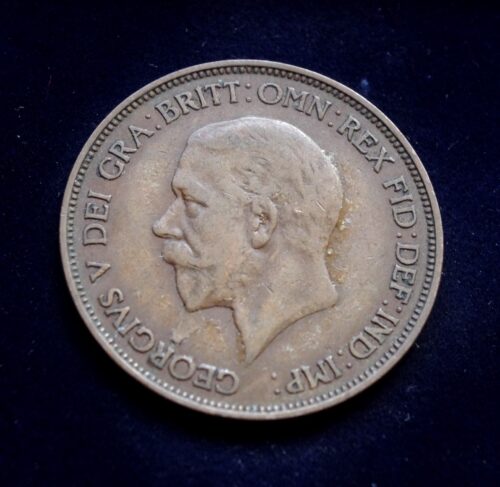 GEORGIVS V DEI GRA: BRITT: OMN: REX FID: DEF: IND: IMP: